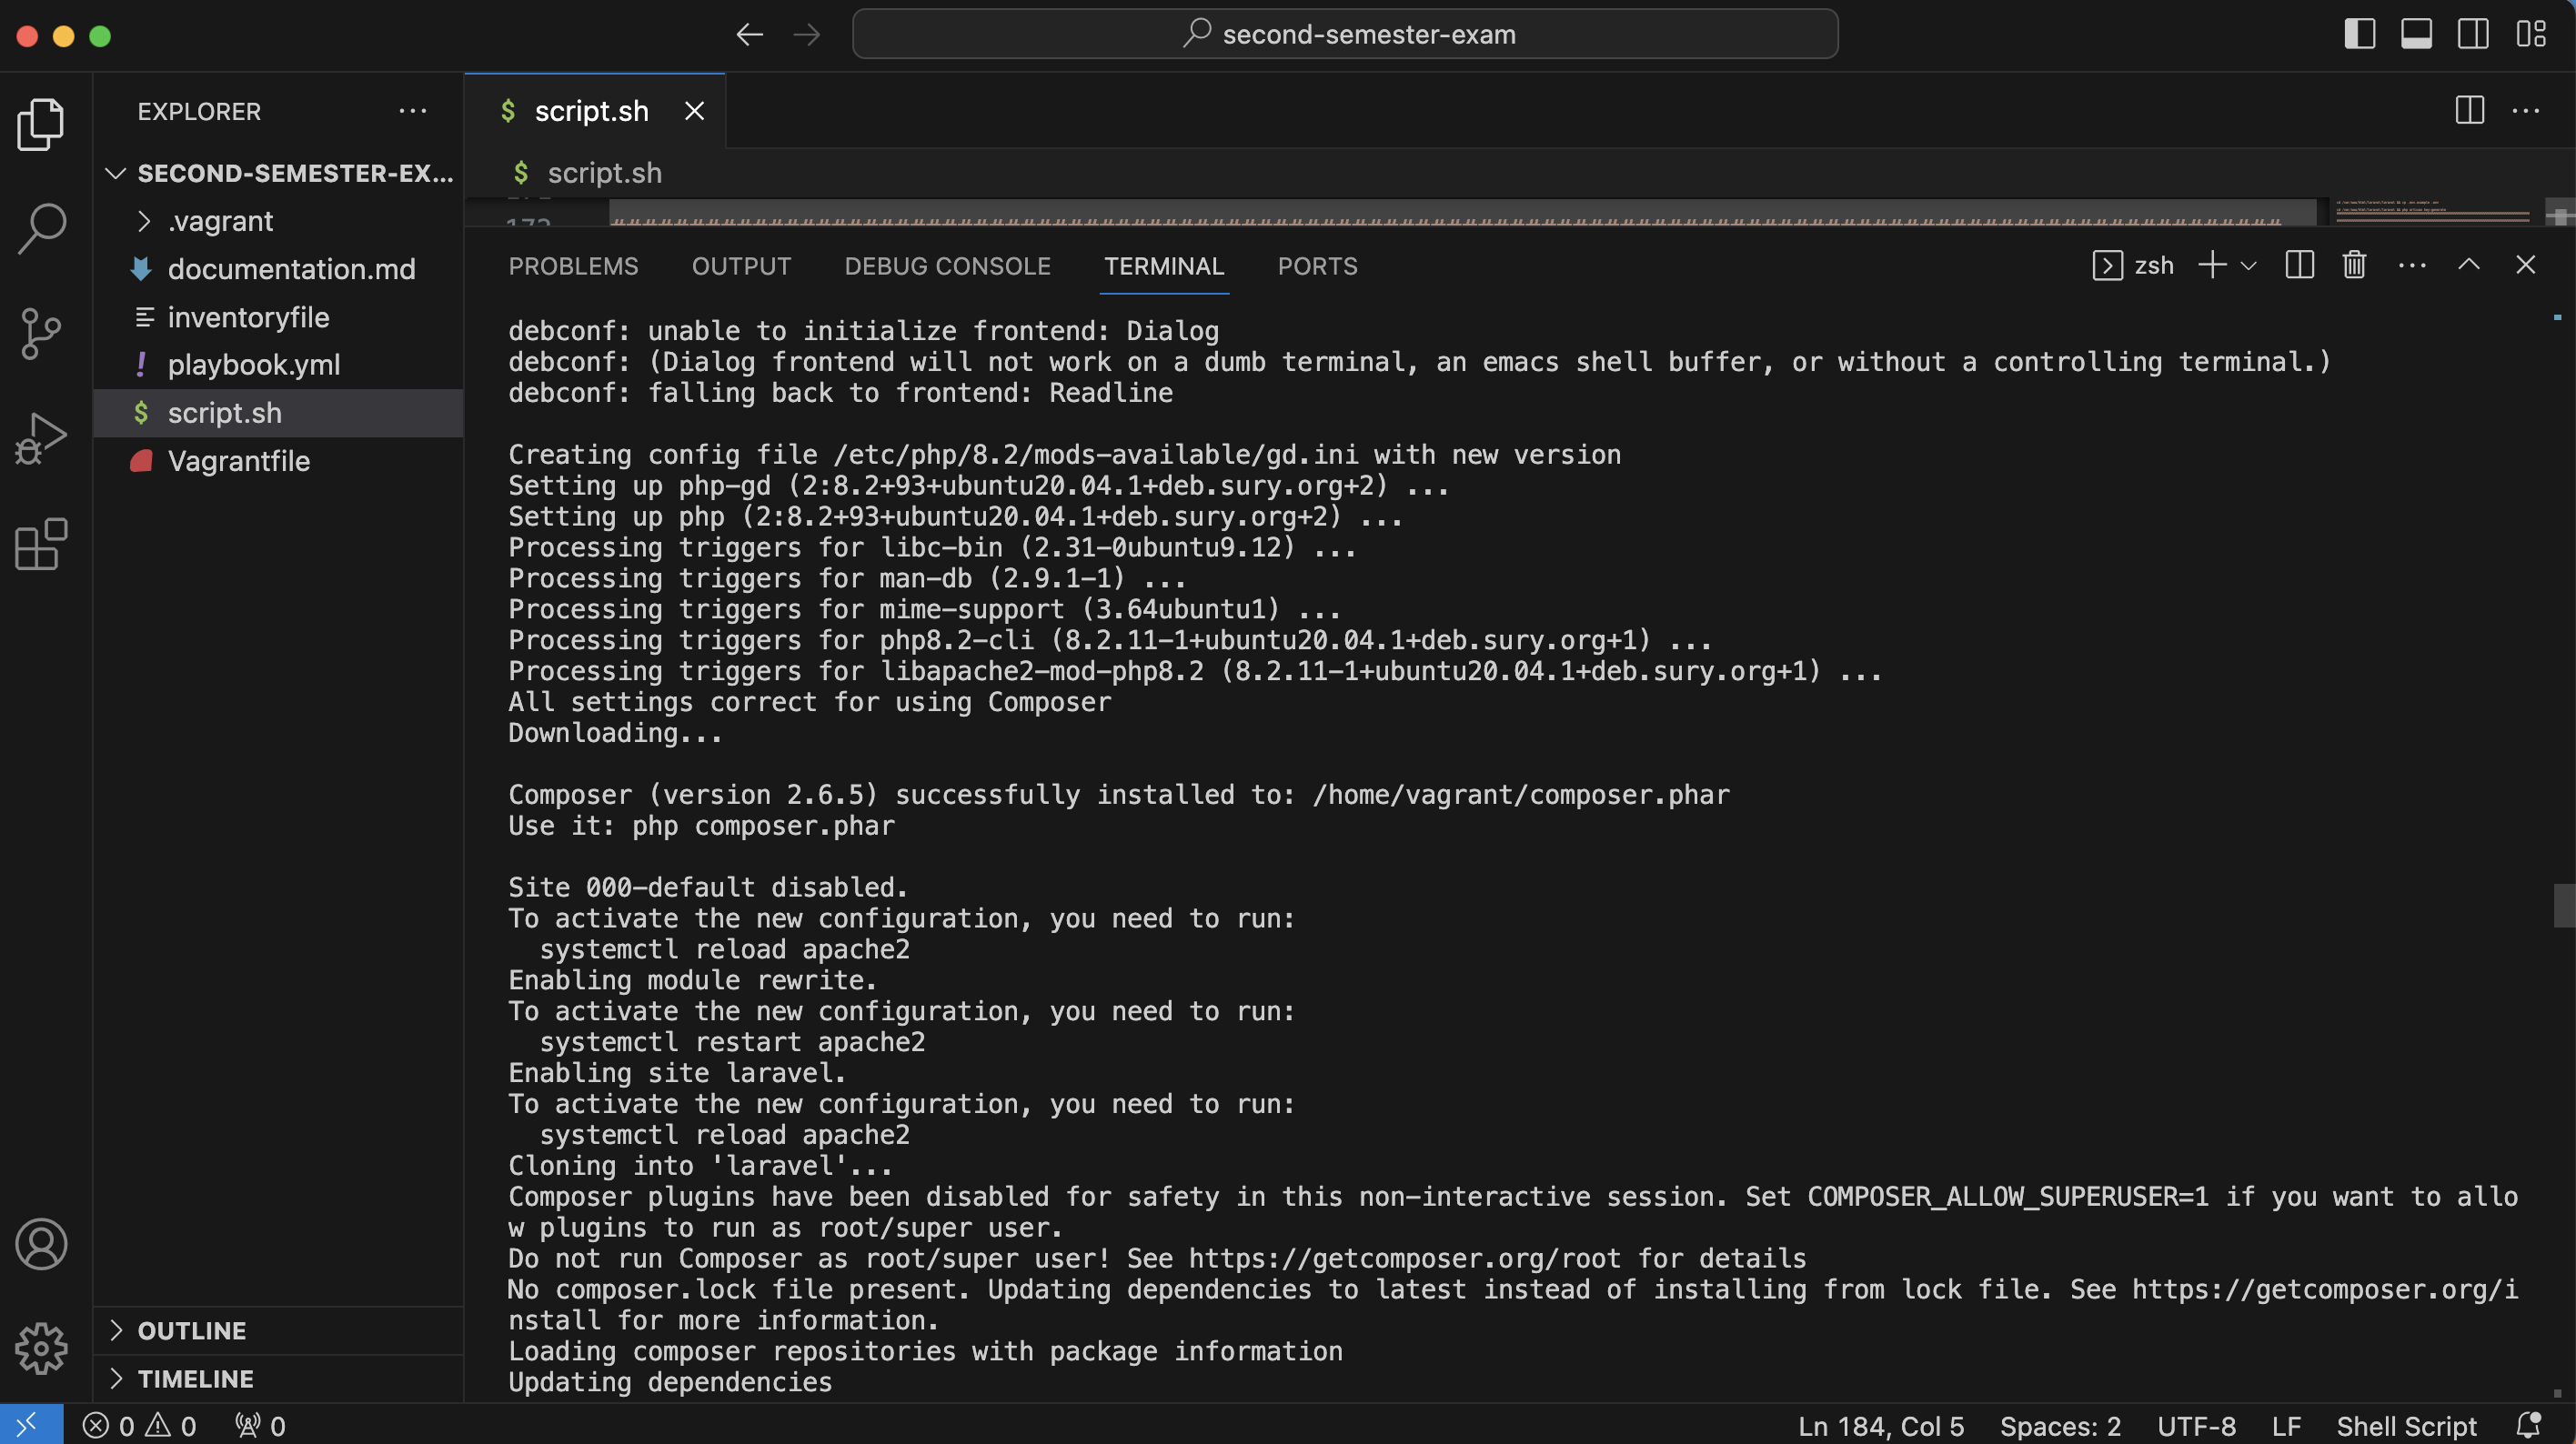 second-semester-exam
EXPLORER
SECOND-SEMESTER-EX...
.vagrant
documentation.md
inventoryfile
playbook.yml
script.sh
Vagrantfile
OUTLINE
TIMELINE
$ script.sh
$ script.sh
PROBLEMS OUTPUT DEBUG CONSOLE TERMINAL PORTS
zsh
debconf: unable to initialize frontend: Dialog
debconf: (Dialog frontend will not work on a dumb terminal, an emacs shell buffer, or without a controlling terminal.)
debconf: falling back to frontend: Readline
Creating config file /etc/php/8.2/mods-available/gd.ini with new version
Setting up php-gd (2:8.2+93+ubuntu20.04.1+deb.sury.org+2) ...
Setting up php (2:8.2+93+ubuntu20.04.1+deb.sury.org+2) ...
Processing triggers for libc-bin (2.31-0ubuntu9.12) ...
Processing triggers for man-db (2.9.1-1) ...
Processing triggers for mime-support (3.64ubuntu1) ...
Processing triggers for php8.2-cli (8.2.11-1+ubuntu20.04.1+deb.sury.org+1) ...
Processing triggers for libapache2-mod-php8.2 (8.2.11-1+ubuntu20.04.1+deb.sury.org+1) ...
All settings correct for using Composer
Downloading...
Composer (version 2.6.5) successfully installed to: /home/vagrant/composer.phar
Use it: php composer.phar
Site 000-default disabled.
To activate the new configuration, you need to run:
  systemctl reload apache2
Enabling module rewrite.
To activate the new configuration, you need to run:
  systemctl restart apache2
Enabling site laravel.
To activate the new configuration, you need to run:
  systemctl reload apache2
Cloning into 'laravel'...
Composer plugins have been disabled for safety in this non-interactive session. Set COMPOSER_ALLOW_SUPERUSER=1 if you want to allo
w plugins to run as root/super user.
Do not run Composer as root/super user! See https://getcomposer.org/root for details
No composer.lock file present. Updating dependencies to latest instead of installing from lock file. See https://getcomposer.org/i
nstall for more information.
Loading composer repositories with package information
Updating dependencies
0 0 0
Ln 184, Col 5 Spaces: 2 UTF-8 LF Shell Script